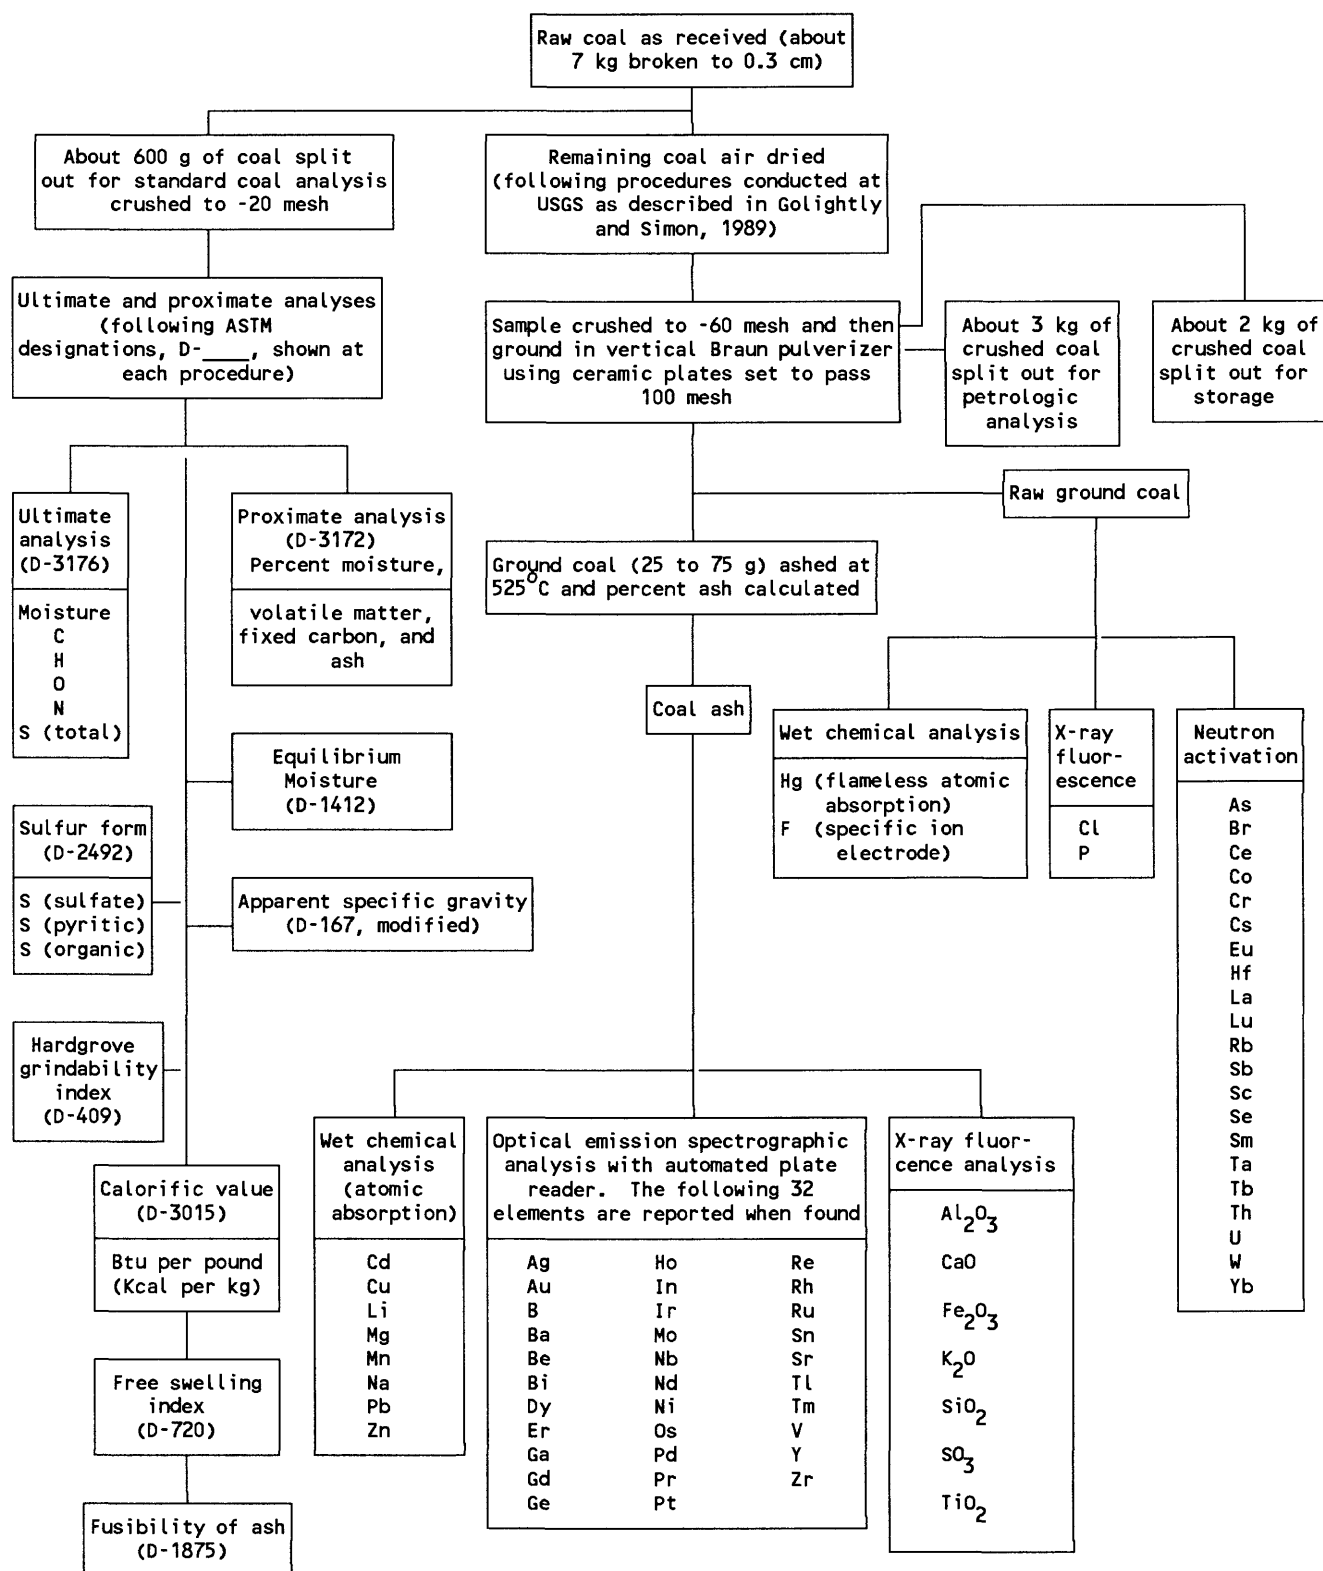 Raw coal as received (about
7 kg broken to 0.3 cm)
About 600 g of coal split
out for standard coal analysis
crushed to -20 mesh
Remaining coal air dried
(following procedures conducted at
USGS as described in Golightly
and Simon, 1989)
Ultimate and proximate analyses
(following ASTM
designations, D-____, shown at
each procedure)
Sample crushed to -60 mesh and then
ground in vertical Braun pulverizer
using ceramic plates set to pass
100 mesh
About 3 kg of
crushed coal
split out for
petrologic
analysis
About 2 kg of
crushed coal
split out for
storage
Ultimate
analysis
(D-3176)
Moisture
C
H
O
N
S (total)
Proximate analysis
(D-3172)
Percent moisture,
volatile matter,
fixed carbon, and
ash
Raw ground coal
Ground coal (25 to 75 g) ashed at
525°C and percent ash calculated
Coal ash
Wet chemical analysis
Hg (flameless atomic
absorption)
F (specific ion
electrode)
X-ray
fluor-
escence
Cl
P
Neutron
activation
As
Br
Ce
Co
Cr
Cs
Eu
Hf
La
Lu
Rb
Sb
Sc
Se
Sm
Ta
Tb
Th
U
W
Yb
Equilibrium
Moisture
(D-1412)
Sulfur form
(D-2492)
S (sulfate)
S (pyritic)
S (organic)
Apparent specific gravity
(D-167, modified)
Hardgrove
grindability
index
(D-409)
Calorific value
(D-3015)
Btu per pound
(Kcal per kg)
Free swelling
index
(D-720)
Fusibility of ash
(D-1875)
Wet chemical
analysis
(atomic
absorption)
Cd
Cu
Li
Mg
Mn
Na
Pb
Zn
Optical emission spectrographic
analysis with automated plate
reader. The following 32
elements are reported when found
Ag Ho Re
Au In Rh
B Ir Ru
Ba Mo Sn
Be Nb Sr
Bi Nd Tl
Dy Ni Tm
Er Os V
Ga Pd Y
Gd Pr Zr
Ge Pt
X-ray fluor-
cence analysis
Al₂O₃
CaO
Fe₂O₃
K₂O
SiO₂
SO₃
TiO₂